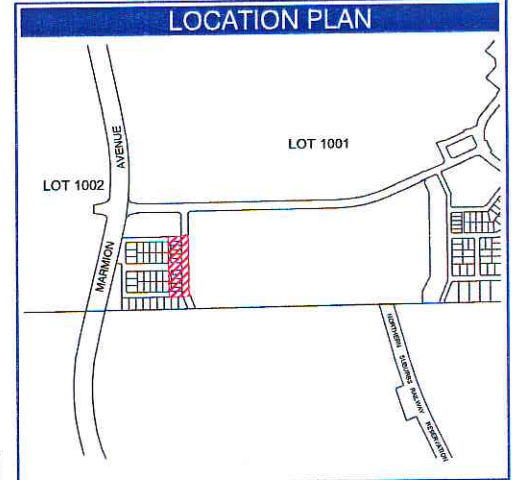 LOCATION PLAN
LOT 1001
LOT 1002
MARMION AVENUE
NORTHERN SUBURBS RAILWAY RESERVATION